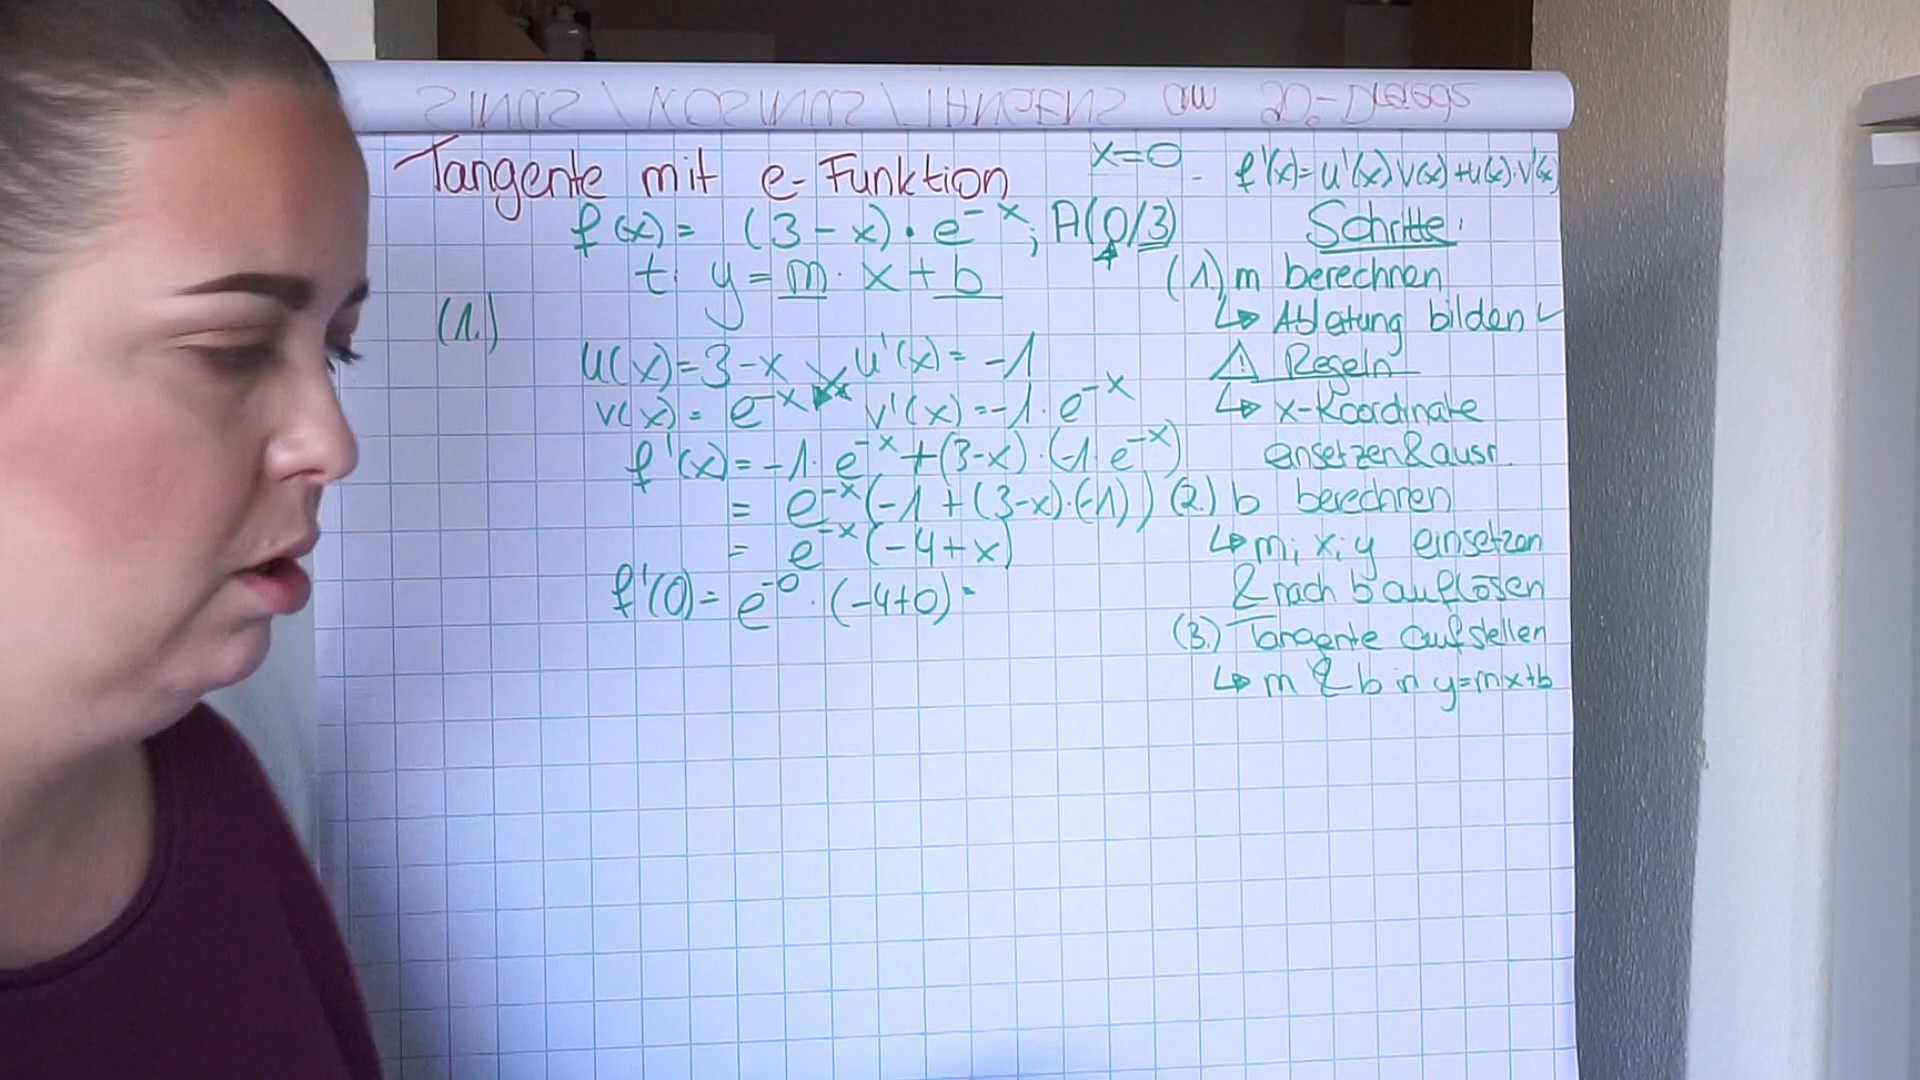 Tangente mit e-Funktion
x=0
f'(x)=u'(x)·v(x)+u(x)·v'(x)
f(x)= (3-x)·e^-x; A(0/3)
t: y=m·x+b
(1.)
u(x)=3-x u'(x)=-1
v(x)=e^-x v'(x)=-1·e^-x
f'(x)=-1·e^-x+(3-x)·(-1·e^-x)
= e^-x(-1+(3-x)·(-1))
= e^-x(-4+x)
f'(0)=e^-0·(-4+0)=
Schritte:
(1.) m berechnen
↳ Ableitung bilden ✓
⚠ Regeln
↳ x-Koordinate
einsetzen&ausr.
(2.) b berechnen
↳ m; x; y einsetzen
& nach b auflösen
(3.) Tangente aufstellen
↳ m & b in y=mx+b